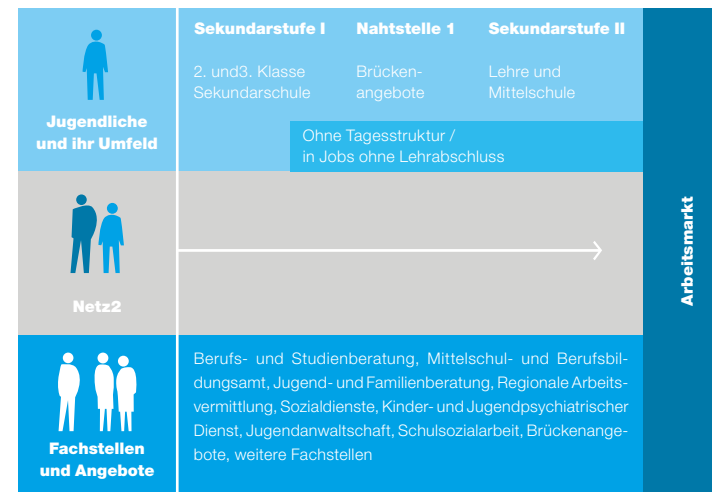 Jugendliche
und ihr Umfeld
Sekundarstufe I
2. und3. Klasse
Sekundarschule
Nahtstelle 1
Brücken-
angebote
Sekundarstufe II
Lehre und
Mittelschule
Ohne Tagesstruktur /
in Jobs ohne Lehrabschluss
Netz2
Fachstellen
und Angebote
Berufs- und Studienberatung, Mittelschul- und Berufsbil-
dungsamt, Jugend- und Familienberatung, Regionale Arbeits-
vermittlung, Sozialdienste, Kinder- und Jugendpsychiatrischer
Dienst, Jugendanwaltschaft, Schulsozialarbeit, Brückenange-
bote, weitere Fachstellen
Arbeitsmarkt